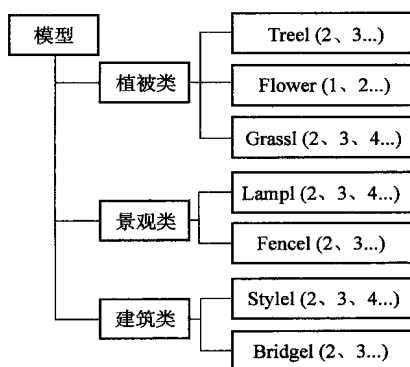 模型
植被类
Treel (2、3...)
Flower (1、2...)
Grassl (2、3、4...)
景观类
Lampl (2、3、4...)
Fencel (2、3...)
建筑类
Stylel (2、3、4...)
Bridgel (2、3...)